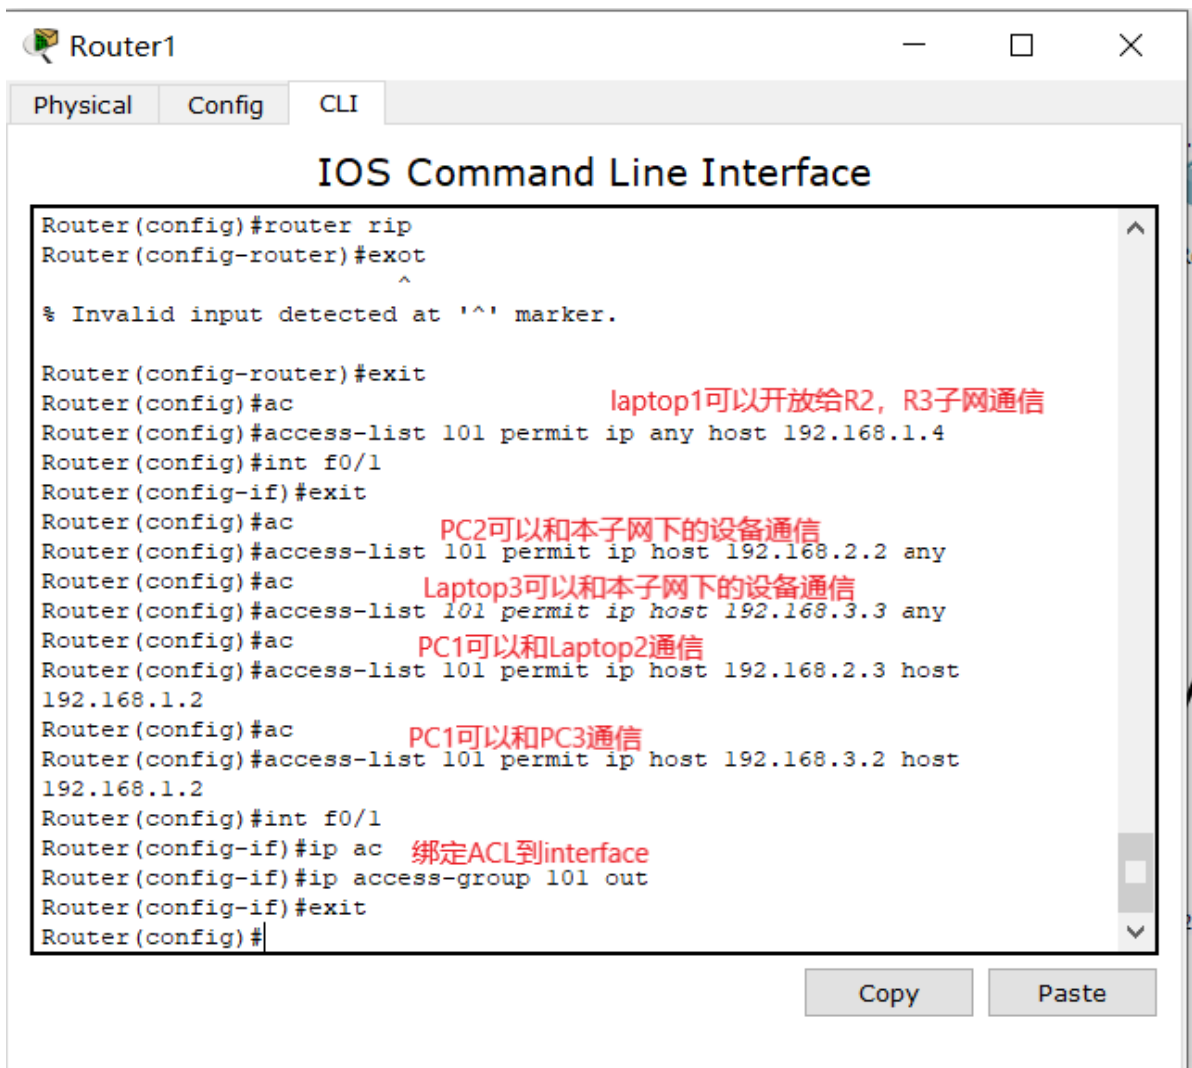 Router1
Physical Config CLI
IOS Command Line Interface
Router(config)#router rip
Router(config-router)#exot
^
% Invalid input detected at '^' marker.
Router(config-router)#exit
Router(config)#ac
laptop1可以开放给R2，R3子网通信
Router(config)#access-list 101 permit ip any host 192.168.1.4
Router(config)#int f0/1
Router(config-if)#exit
Router(config)#ac
PC2可以和本子网下的设备通信
Router(config)#access-list 101 permit ip host 192.168.2.2 any
Router(config)#ac
Laptop3可以和本子网下的设备通信
Router(config)#access-list 101 permit ip host 192.168.3.3 any
Router(config)#ac
PC1可以和Laptop2通信
Router(config)#access-list 101 permit ip host 192.168.2.3 host
192.168.1.2
Router(config)#ac
PC1可以和PC3通信
Router(config)#access-list 101 permit ip host 192.168.3.2 host
192.168.1.2
Router(config)#int f0/1
Router(config-if)#ip ac
绑定ACL到interface
Router(config-if)#ip access-group 101 out
Router(config-if)#exit
Router(config)#
Copy Paste